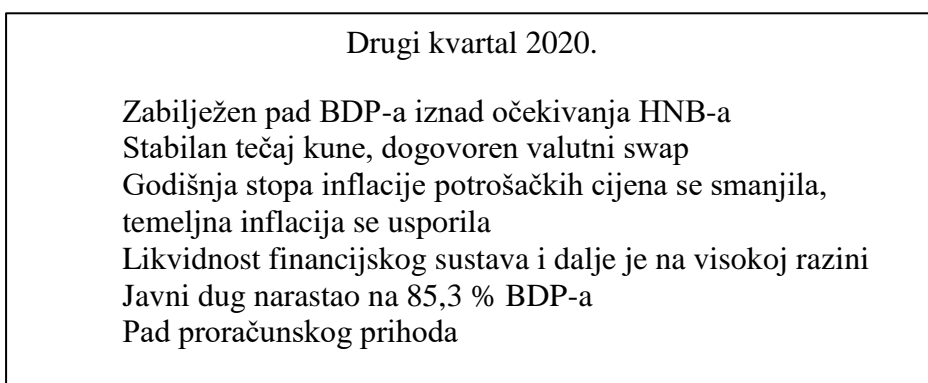 Drugi kvartal 2020.
Zabilježen pad BDP-a iznad očekivanja HNB-a
Stabilan tečaj kune, dogovoren valutni swap
Godišnja stopa inflacije potrošačkih cijena se smanjila,
temeljna inflacija se usporila
Likvidnost financijskog sustava i dalje je na visokoj razini
Javni dug narastao na 85,3 % BDP-a
Pad proračunskog prihoda